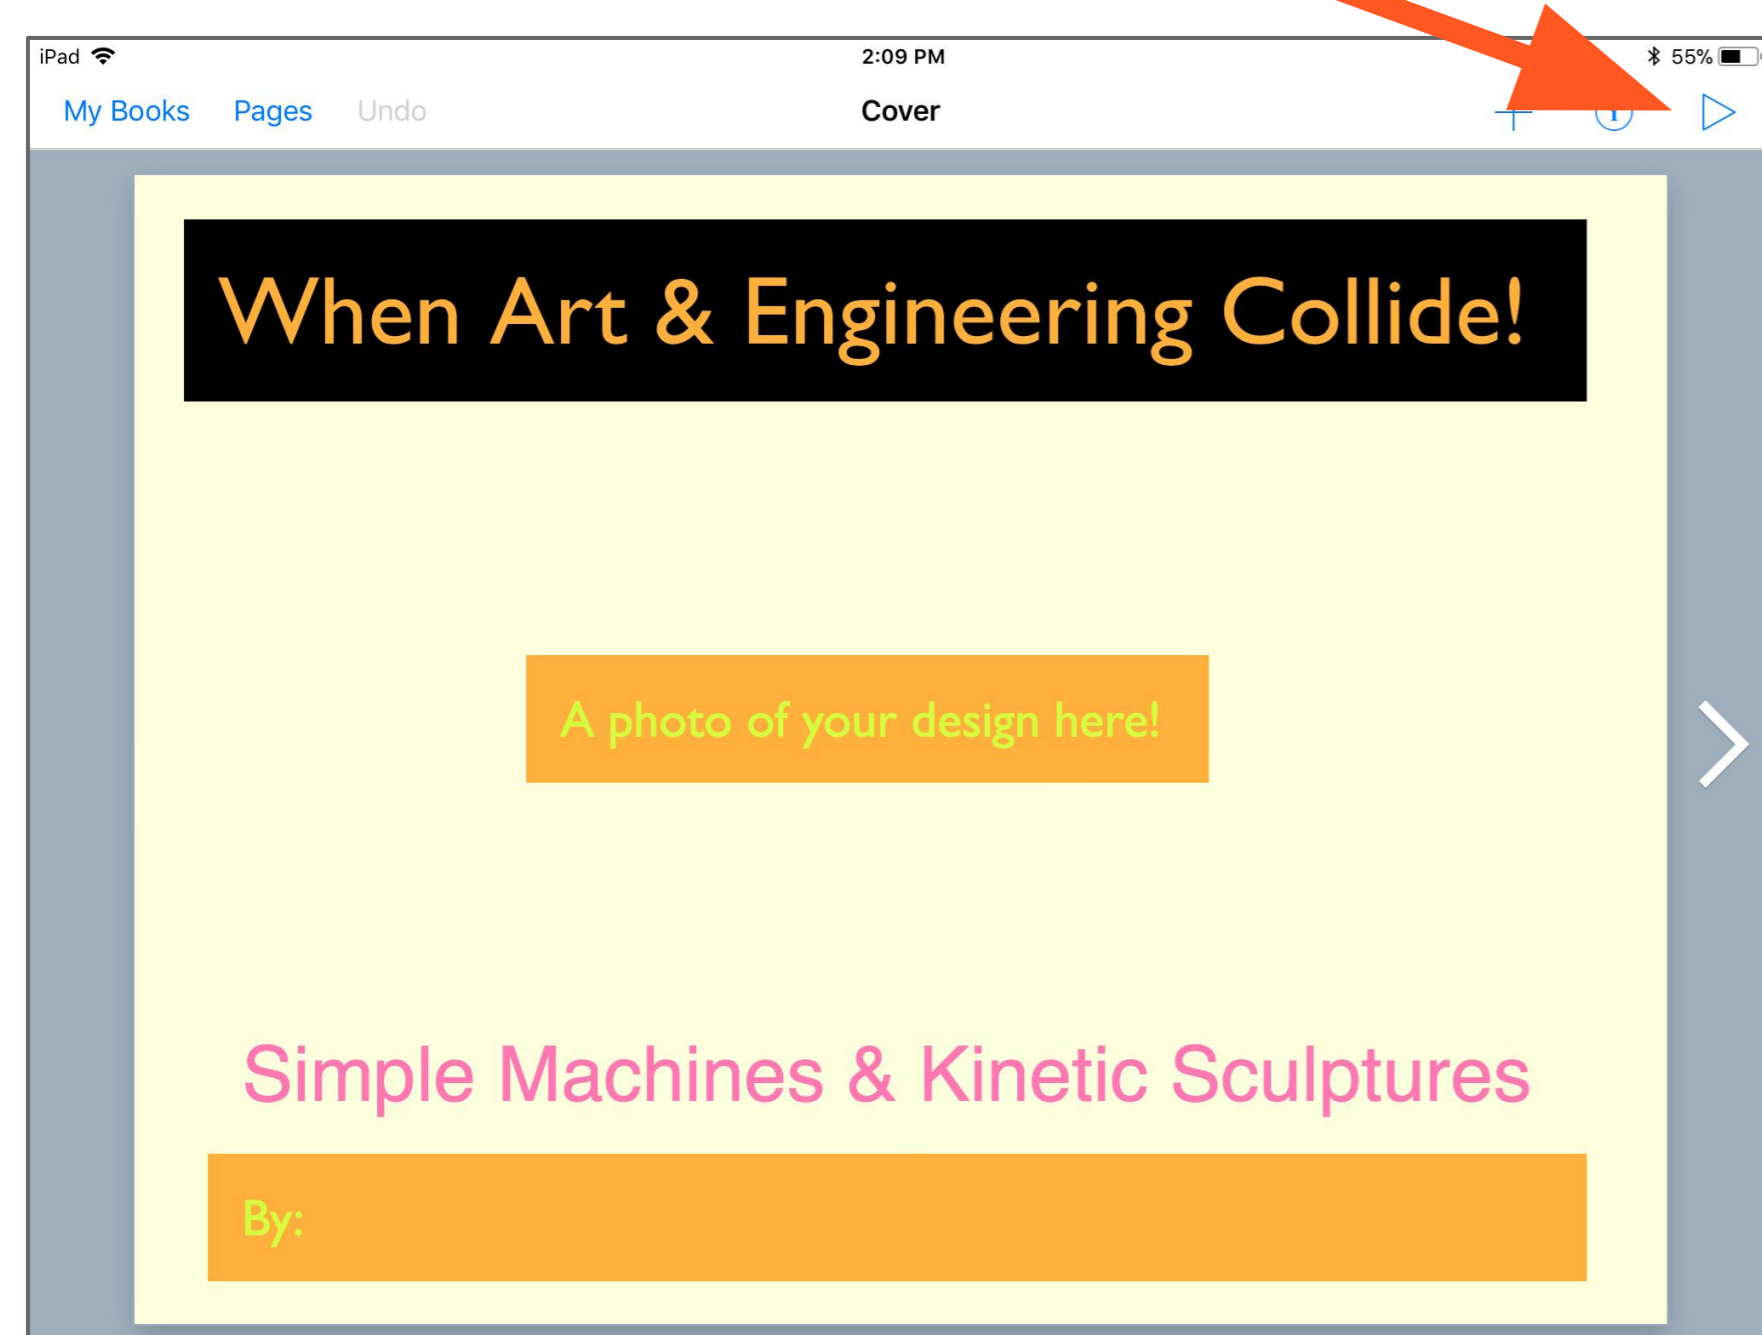 iPad 2:09 PM 55%
My Books Pages Undo Cover
When Art & Engineering Collide!
A photo of your design here!
Simple Machines & Kinetic Sculptures
By: